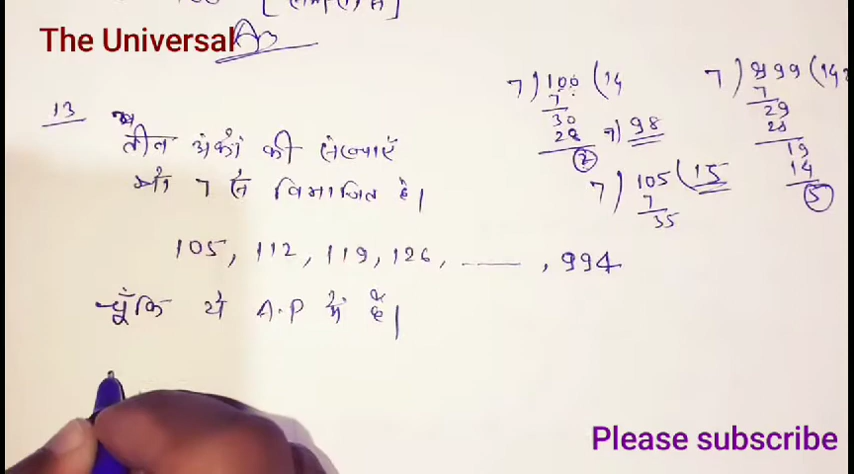 The Universal
13
तीन अंकों की संख्याएँ
जो 7 से विभाजित है।
105, 112, 119, 126, ——, 994
चूँकि ये A.P में है।
7)100(14
7
30
28
2
7)98
7)105(15
7
35
7)999(142
7
29
28
19
14
5
Please subscribe